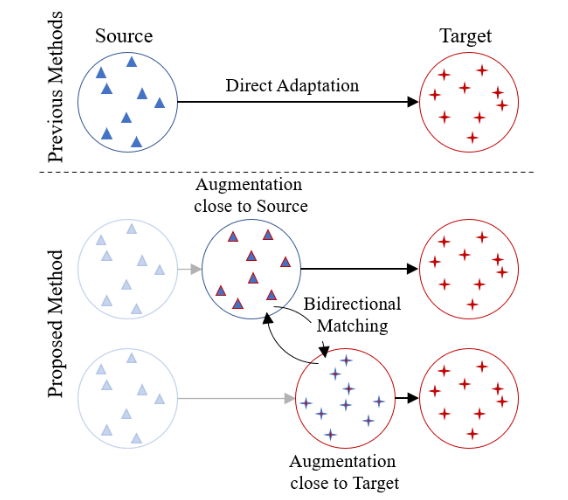 Previous Methods
Source
Target
Direct Adaptation
Proposed Method
Augmentation
close to Source
Bidirectional
Matching
Augmentation
close to Target